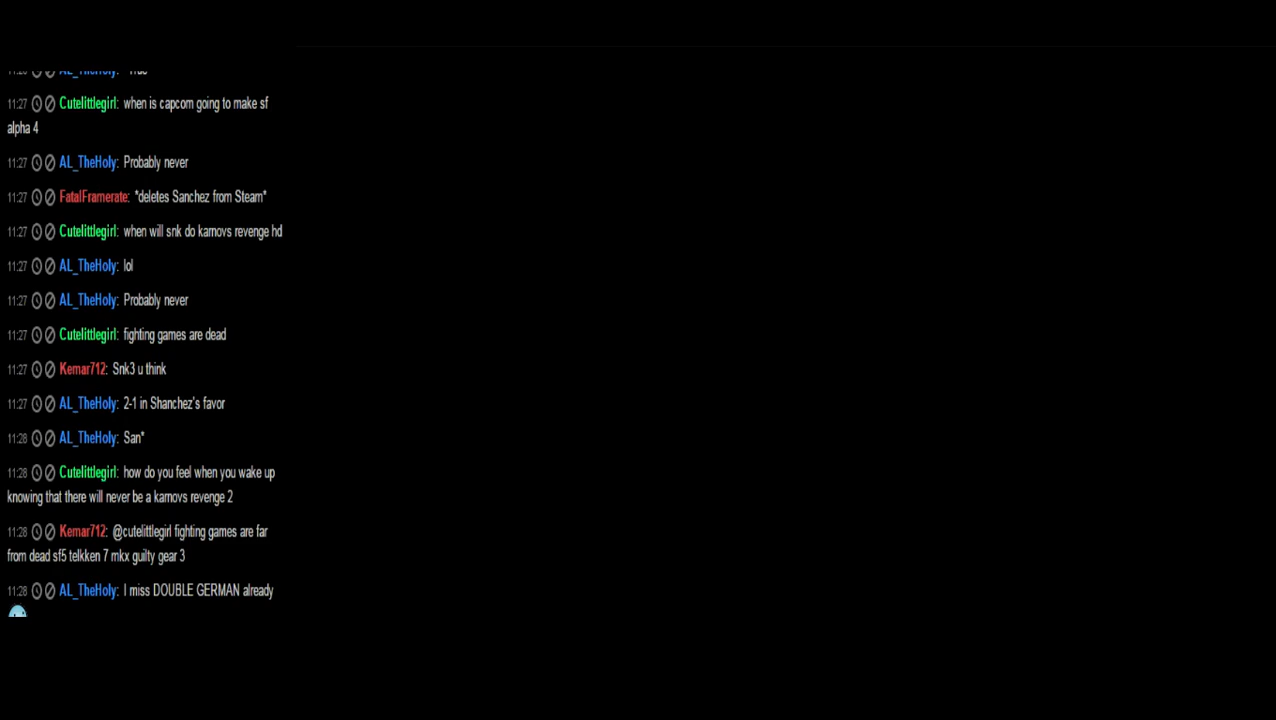 11:27 Cutelittlegirl: when is capcom going to make sf
alpha 4
11:27 AL_TheHoly: Probably never
11:27 FatalFramerate: *deletes Sanchez from Steam*
11:27 Cutelittlegirl: when will snk do karnovs revenge hd
11:27 AL_TheHoly: lol
11:27 AL_TheHoly: Probably never
11:27 Cutelittlegirl: fighting games are dead
11:27 Kemar712: Snk3 u think
11:27 AL_TheHoly: 2-1 in Shanchez's favor
11:28 AL_TheHoly: San*
11:28 Cutelittlegirl: how do you feel when you wake up
knowing that there will never be a karnovs revenge 2
11:28 Kemar712: @cutelittlegirl fighting games are far
from dead sf5 telkken 7 mkx guilty gear 3
11:28 AL_TheHoly: I miss DOUBLE GERMAN already